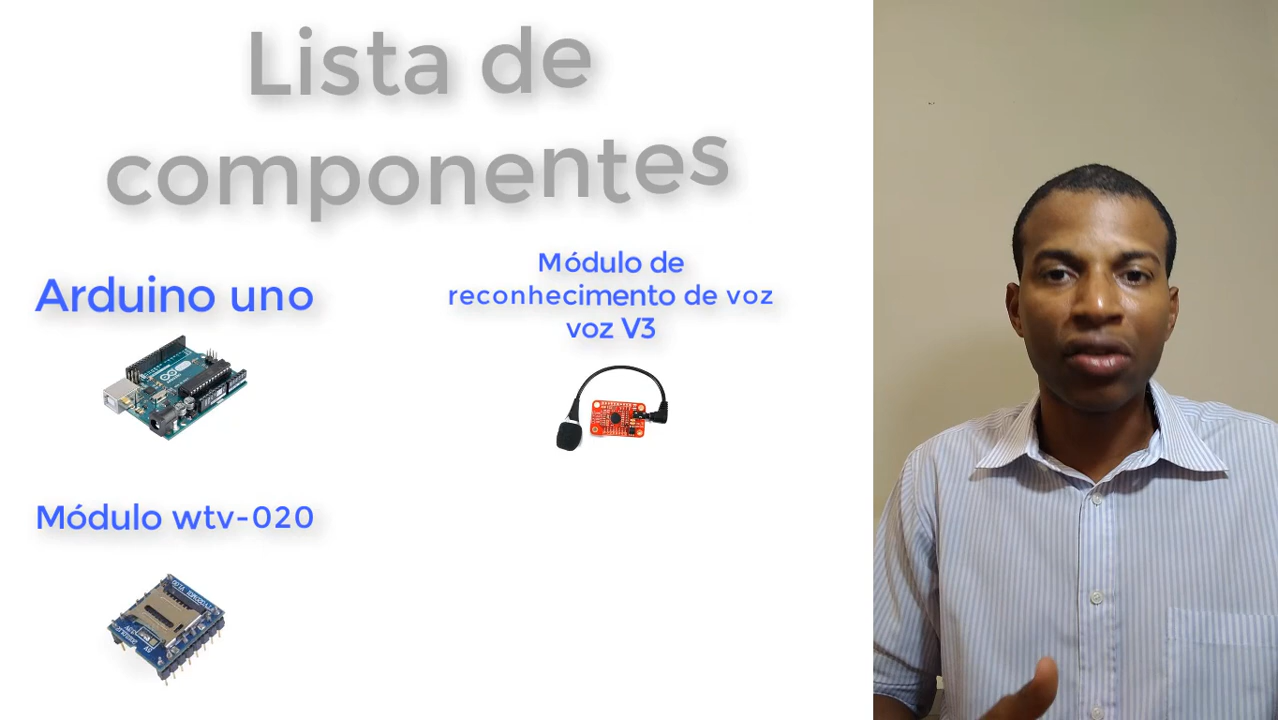 Lista de
componentes
Arduino uno
Módulo de
reconhecimento de voz
voz V3
Módulo wtv-020